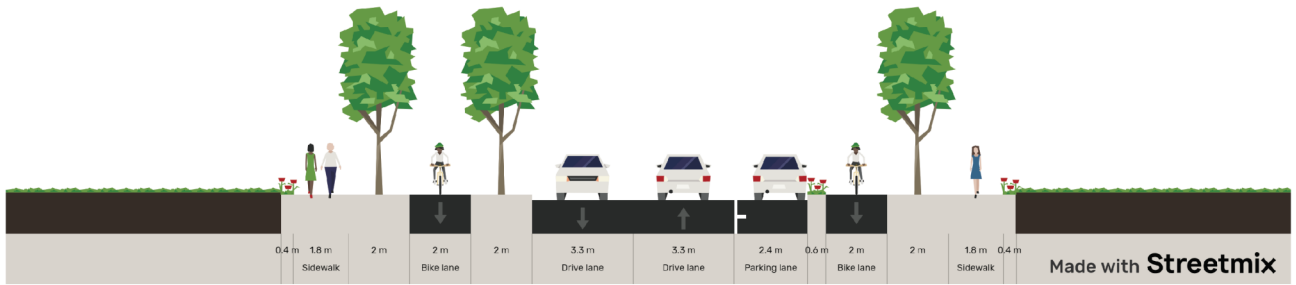 0.4 m 1.8 m 2 m 2 m 2 m 3.3 m 3.3 m 2.4 m 0.6 m 2 m 2 m 1.8 m 0.4 m
Sidewalk Bike lane Drive lane Drive lane Parking lane Bike lane Sidewalk
Made with Streetmix